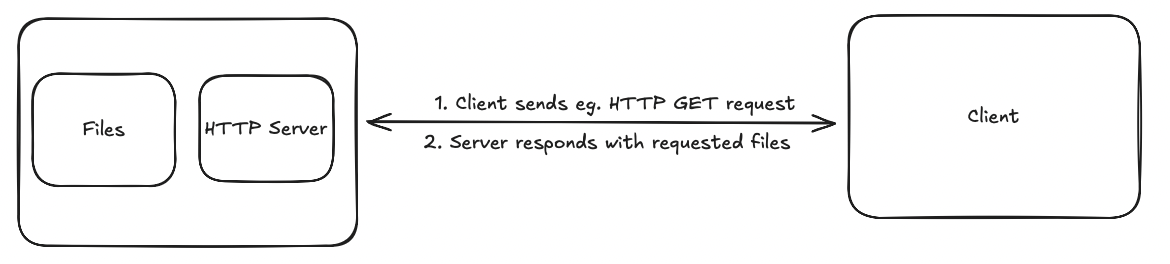 Files
HTTP Server
1. Client sends eg. HTTP GET request
2. Server responds with requested files
Client